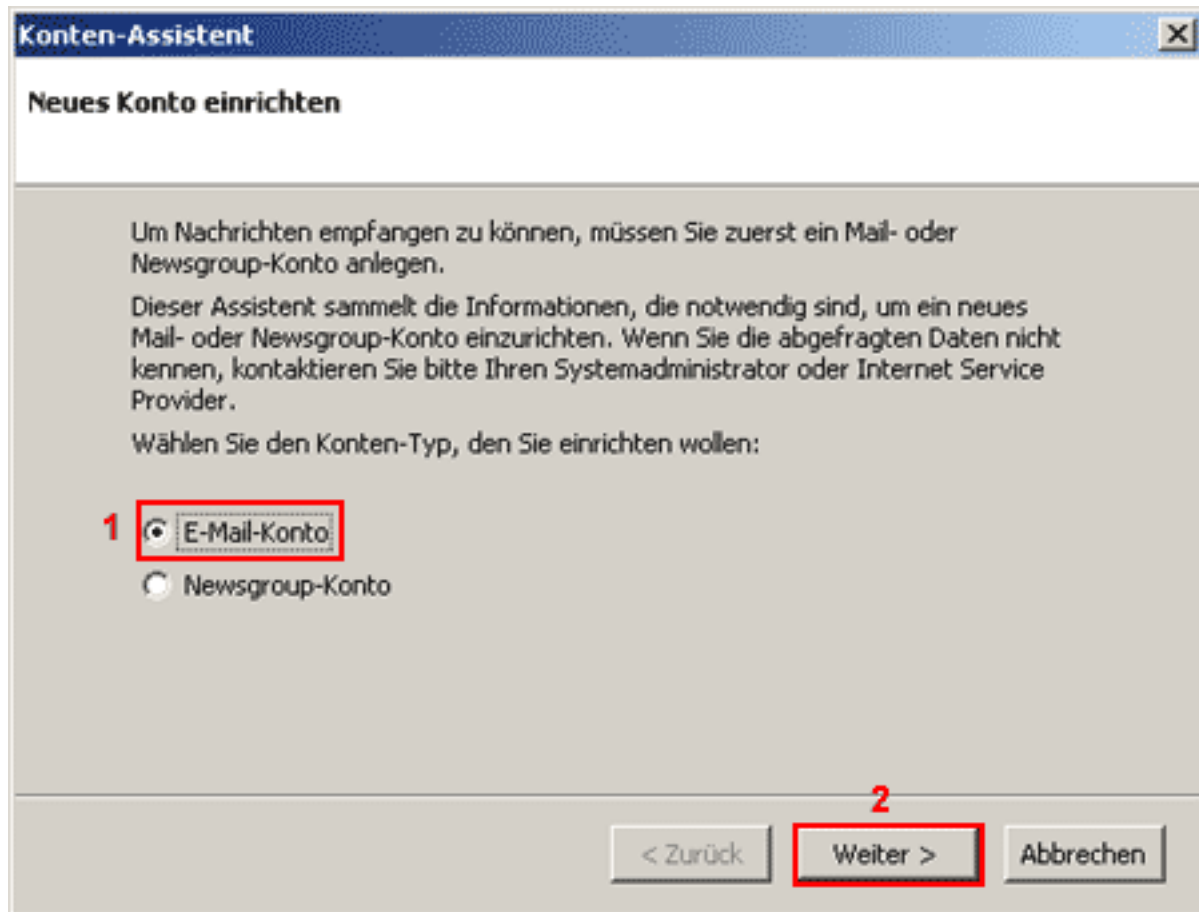 Konten-Assistent
Neues Konto einrichten
Um Nachrichten empfangen zu können, müssen Sie zuerst ein Mail- oder
Newsgroup-Konto anlegen.
Dieser Assistent sammelt die Informationen, die notwendig sind, um ein neues
Mail- oder Newsgroup-Konto einzurichten. Wenn Sie die abgefragten Daten nicht
kennen, kontaktieren Sie bitte Ihren Systemadministrator oder Internet Service
Provider.
Wählen Sie den Konten-Typ, den Sie einrichten wollen:
1 E-Mail-Konto
Newsgroup-Konto
2
< Zurück Weiter > Abbrechen